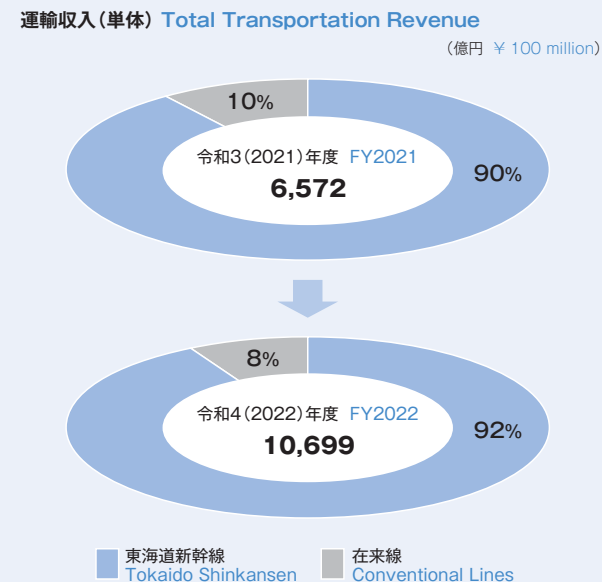 運輸収入(単体) Total Transportation Revenue
(億円 ¥100 million)
10%
令和3(2021)年度 FY2021
6,572
90%
8%
令和4(2022)年度 FY2022
10,699
92%
東海道新幹線
Tokaido Shinkansen
在来線
Conventional Lines